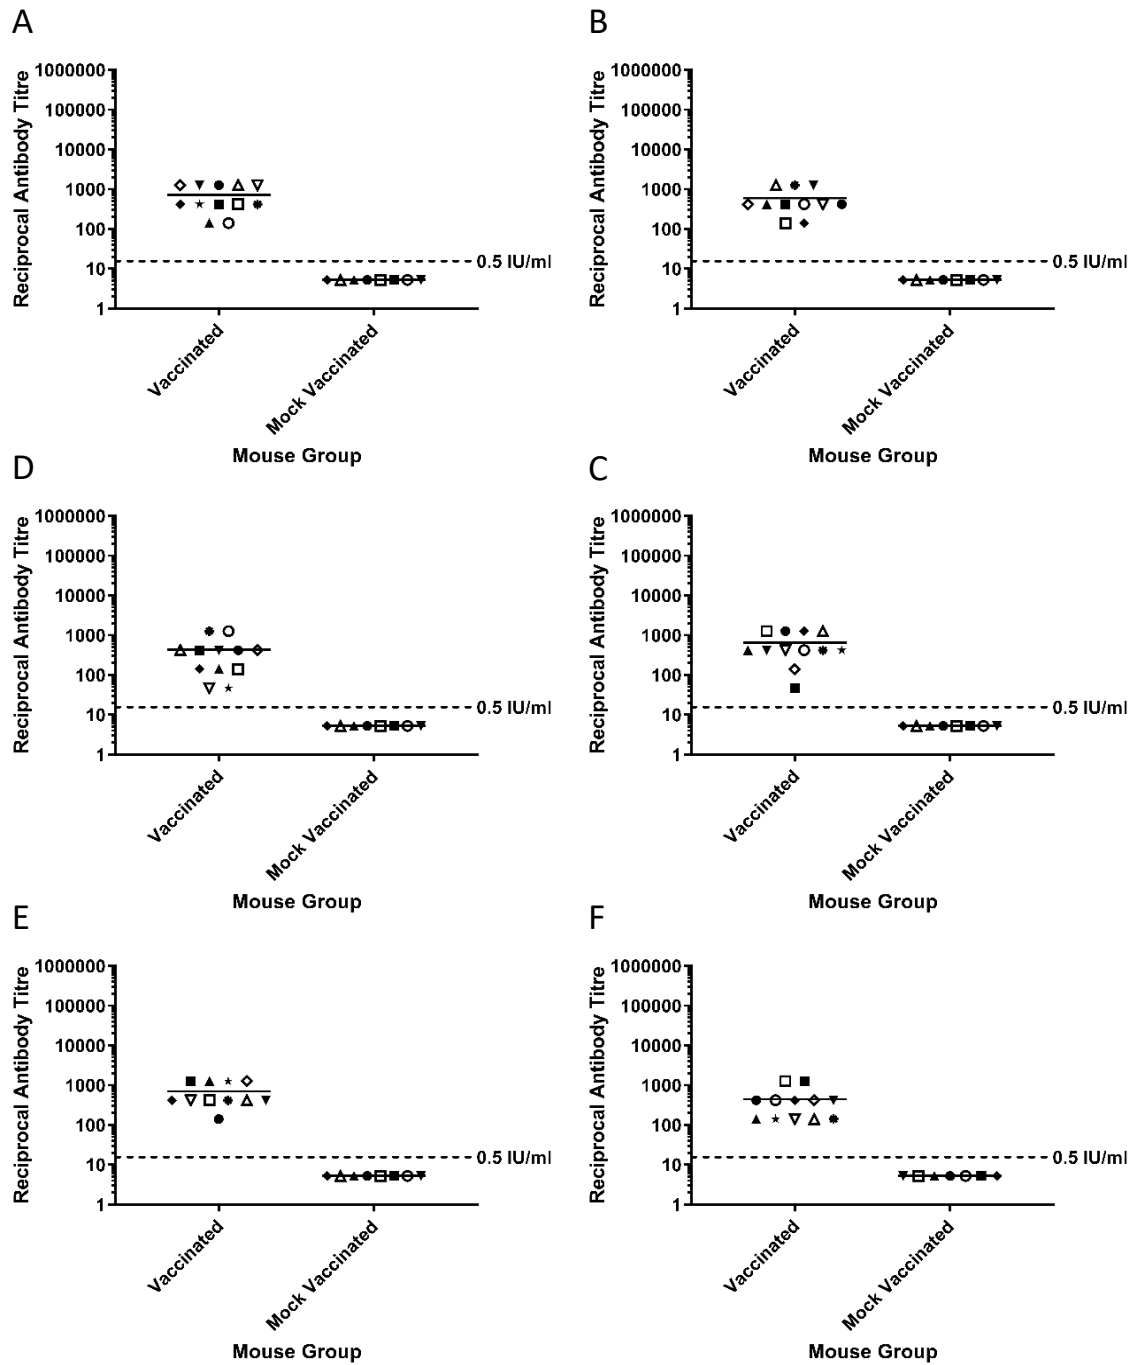 A
Reciprocal Antibody Titre
1000000
100000
10000
1000
100
10
1
0.5 IU/ml
Vaccinated
Mock Vaccinated
Mouse Group
B
Reciprocal Antibody Titre
1000000
100000
10000
1000
100
10
1
0.5 IU/ml
Vaccinated
Mock Vaccinated
Mouse Group
D
Reciprocal Antibody Titre
1000000
100000
10000
1000
100
10
1
0.5 IU/ml
Vaccinated
Mock Vaccinated
Mouse Group
C
Reciprocal Antibody Titre
1000000
100000
10000
1000
100
10
1
0.5 IU/ml
Vaccinated
Mock Vaccinated
Mouse Group
E
Reciprocal Antibody Titre
1000000
100000
10000
1000
100
10
1
0.5 IU/ml
Vaccinated
Mock Vaccinated
Mouse Group
F
Reciprocal Antibody Titre
1000000
100000
10000
1000
100
10
1
0.5 IU/ml
Vaccinated
Mock Vaccinated
Mouse Group